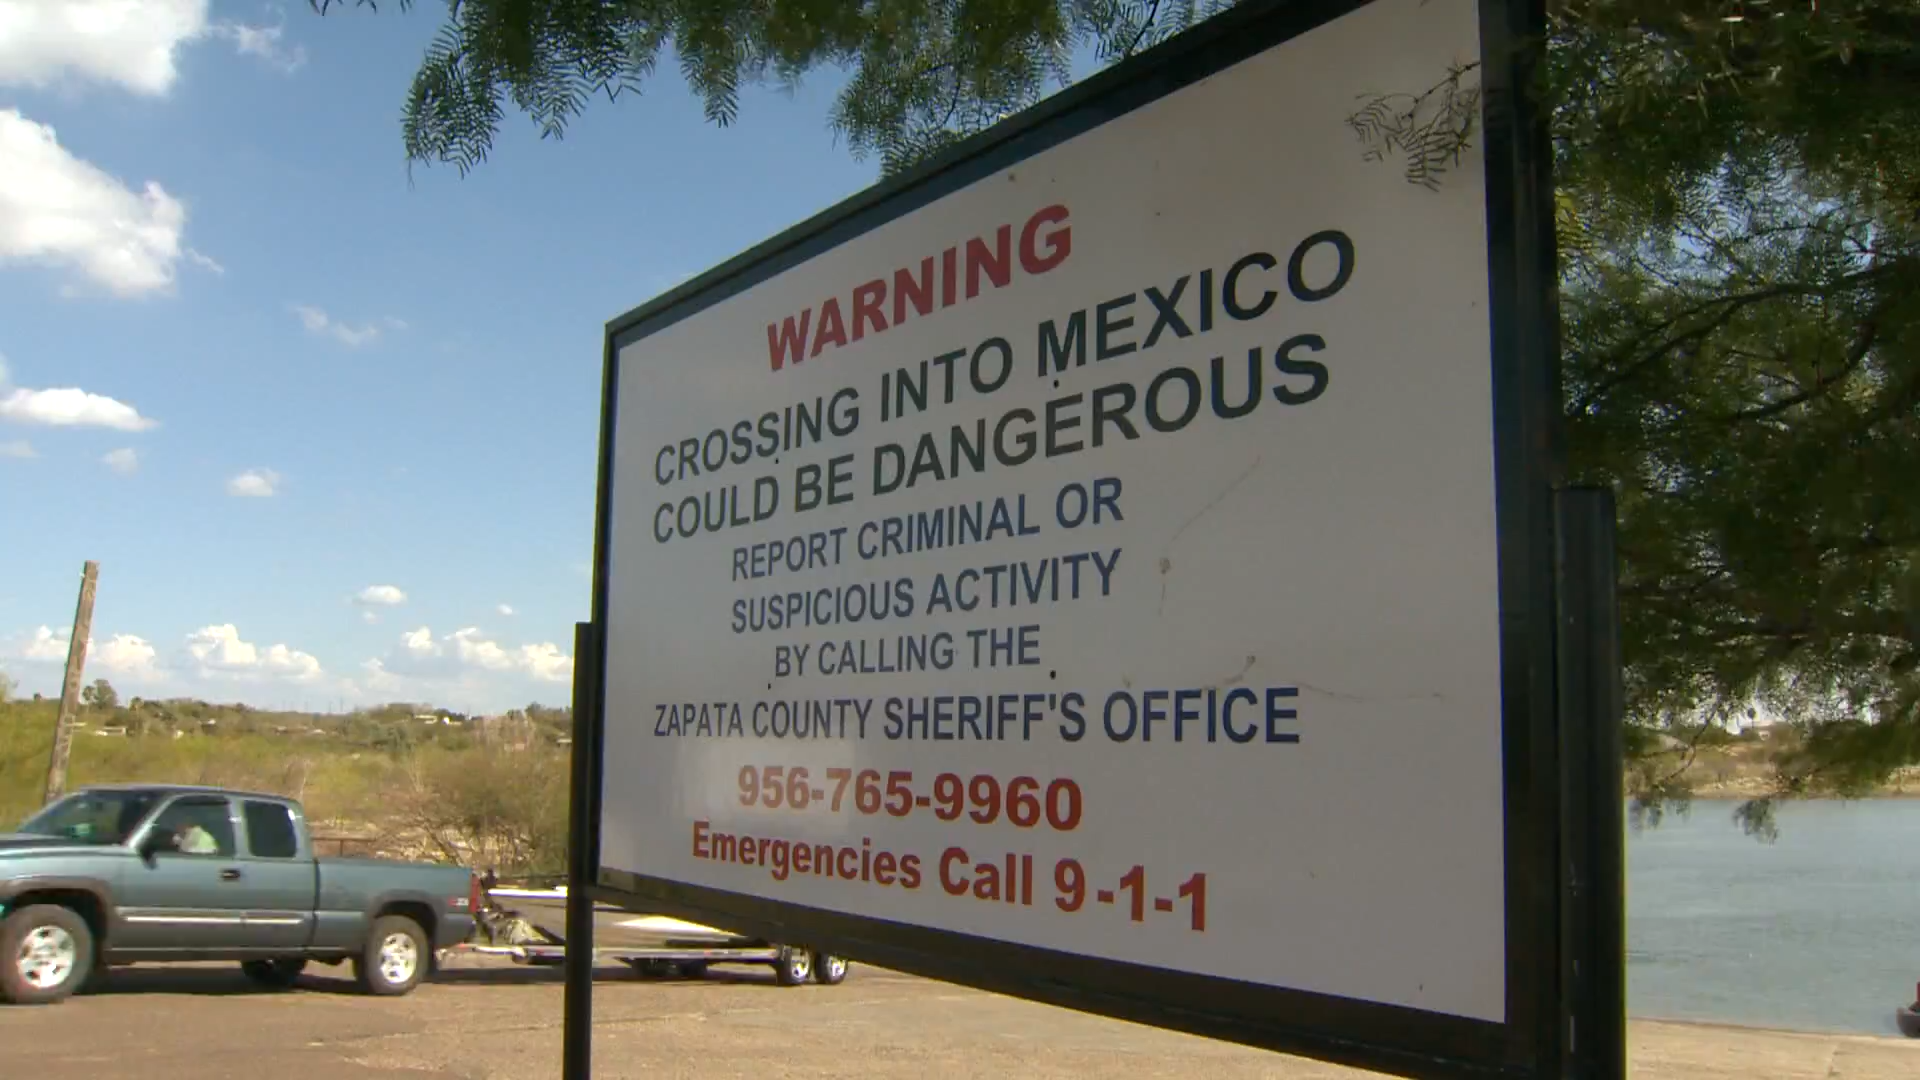 WARNING
CROSSING INTO MEXICO
COULD BE DANGEROUS
REPORT CRIMINAL OR
SUSPICIOUS ACTIVITY
BY CALLING THE
ZAPATA COUNTY SHERIFF'S OFFICE
956-765-9960
Emergencies Call 9-1-1